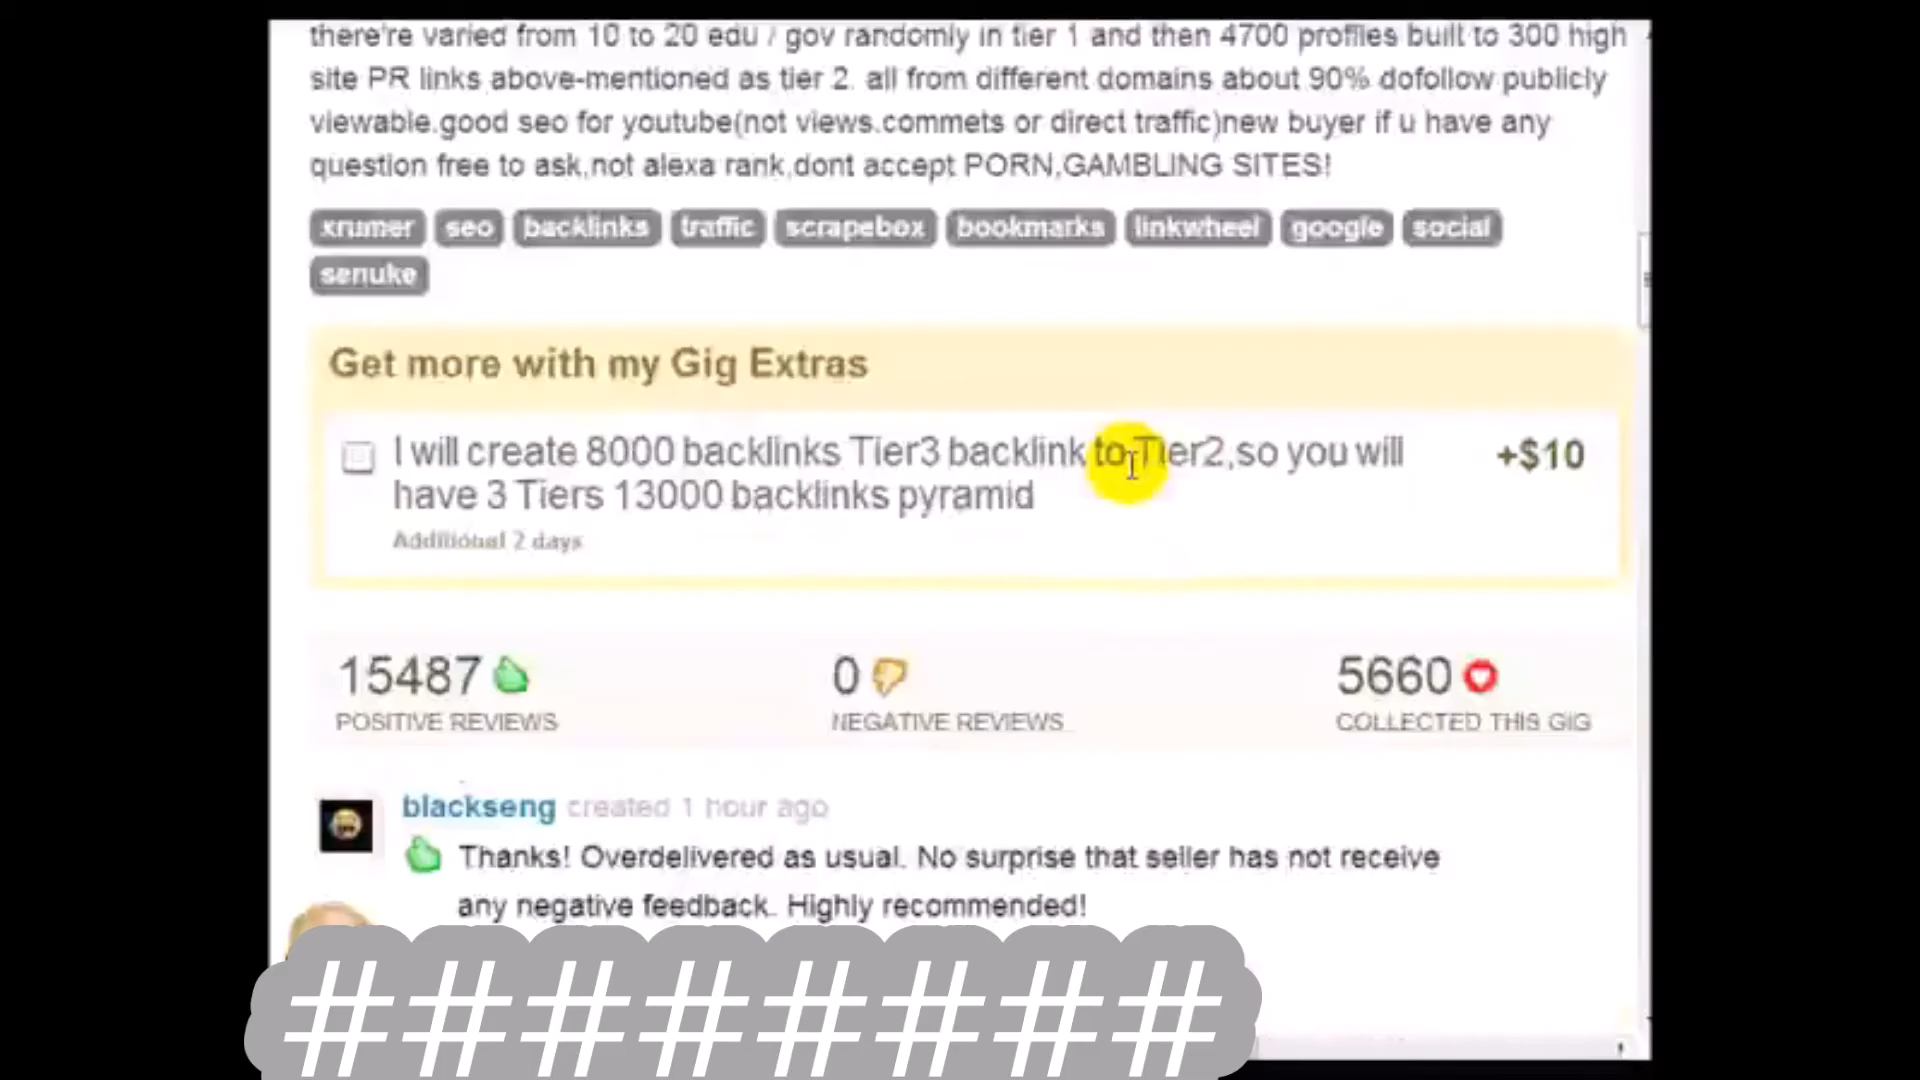 there're varied from 10 to 20 edu / gov randomly in tier 1 and then 4700 profiles built to 300 high
site PR links above-mentioned as tier 2. all from different domains about 90% dofollow publicly
viewable.good seo for youtube(not views.commets or direct traffic)new buyer if u have any
question free to ask,not alexa rank,dont accept PORN,GAMBLING SITES!
xrumer seo backlinks traffic scrapebox bookmarks linkwheel google social
senuke
Get more with my Gig Extras
I will create 8000 backlinks Tier3 backlink to Tier2,so you will +$10
have 3 Tiers 13000 backlinks pyramid
Additional 2 days
15487 0 5660
POSITIVE REVIEWS NEGATIVE REVIEWS COLLECTED THIS GIG
blackseng created 1 hour ago
Thanks! Overdelivered as usual. No surprise that seller has not receive
any negative feedback. Highly recommended!
########